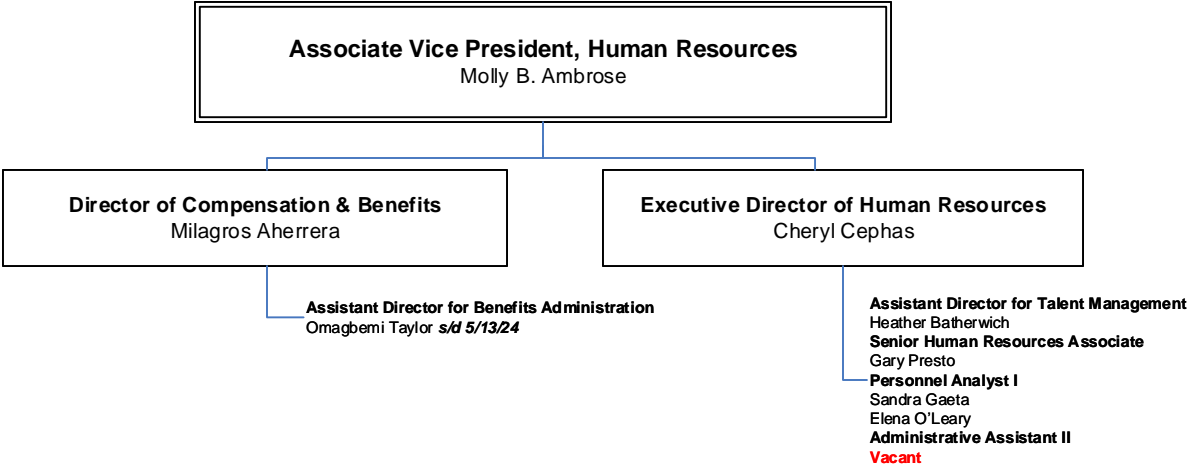 Associate Vice President, Human Resources
Molly B. Ambrose
Director of Compensation & Benefits
Milagros Aherrera
Executive Director of Human Resources
Cheryl Cephas
Assistant Director for Benefits Administration
Omagbemi Taylor s/d 5/13/24
Assistant Director for Talent Management
Heather Batherwich
Senior Human Resources Associate
Gary Presto
Personnel Analyst I
Sandra Gaeta
Elena O’Leary
Administrative Assistant II
Vacant